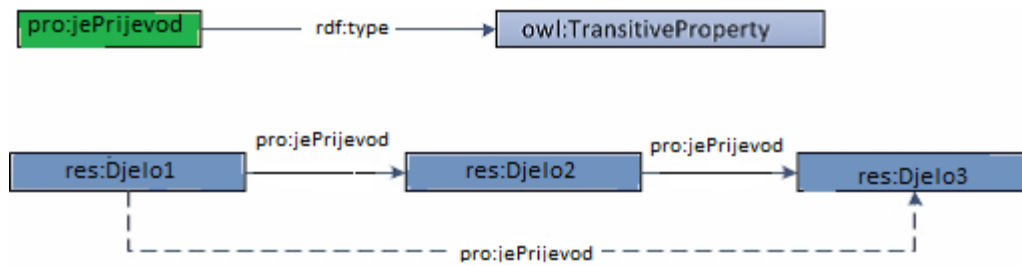 pro:jePrijevod
rdf:type
owl:TransitiveProperty
pro:jePrijevod
pro:jePrijevod
res:Djelo1
res:Djelo2
res:Djelo3
pro:jePrijevod